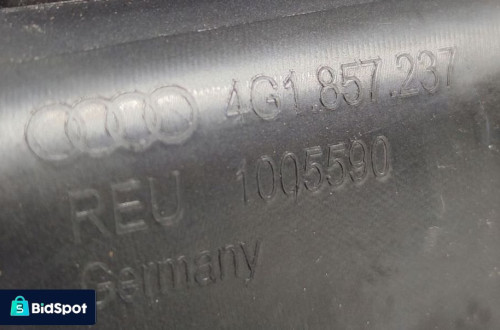 4G1.857.237
REU 1005590
Germany
BidSpot